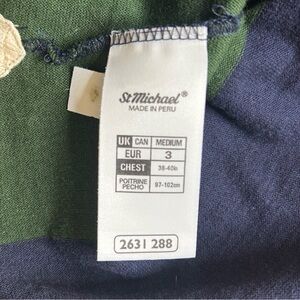 St Michael®
MADE IN PERU
UK CAN MEDIUM
EUR 3
CHEST 38-40in
POITRINE
PECHO 97-102cm
2631 288